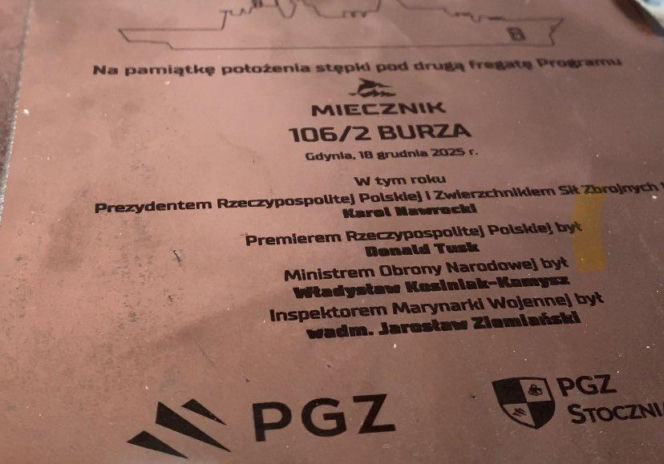 Na pamiątkę położenia stępki pod drugą fregatę Programu
MIECZNIK
106/2 BURZA
Gdynia, 18 grudnia 2025 r.
W tym roku
Prezydentem Rzeczypospolitej Polskiej i Zwierzchnikiem Sił Zbrojnych
Karol Nawrocki
Premierem Rzeczypospolitej Polskiej był
Donald Tusk
Ministrem Obrony Narodowej był
Władysław Kosiniak-Kamysz
Inspektorem Marynarki Wojennej był
wadm. Jarosław Ziemiański
PGZ
PGZ
STOCZNIA